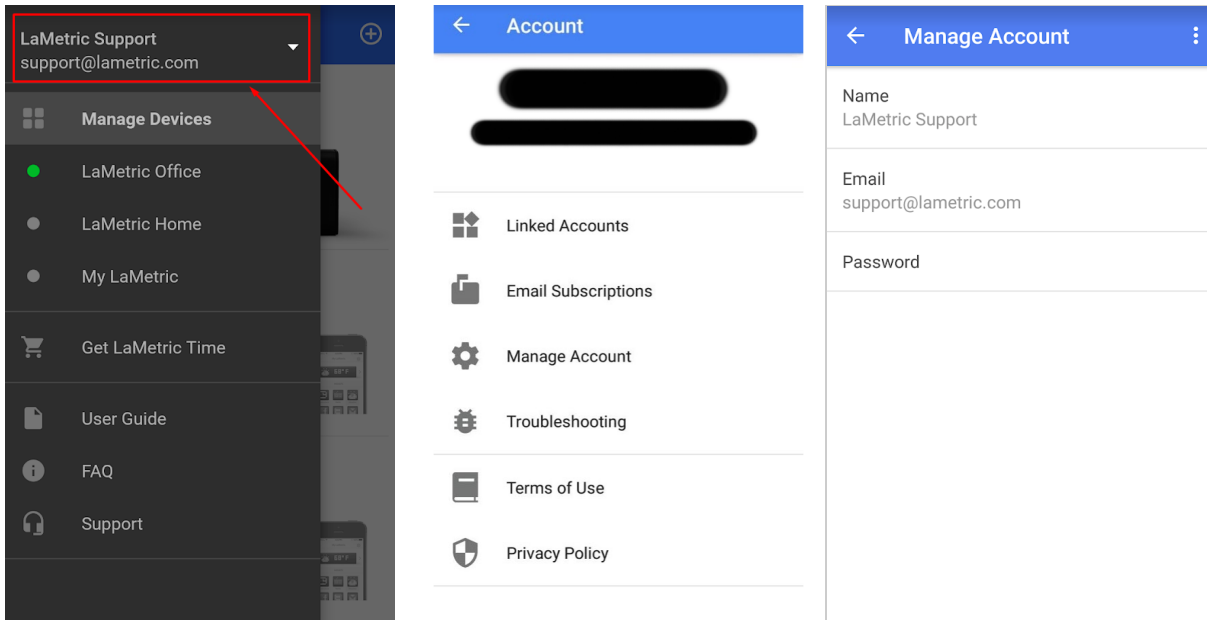 LaMetric Support
support@lametric.com
Manage Devices
LaMetric Office
LaMetric Home
My LaMetric
Get LaMetric Time
User Guide
FAQ
Support
Account
Linked Accounts
Email Subscriptions
Manage Account
Troubleshooting
Terms of Use
Privacy Policy
Manage Account
Name
LaMetric Support
Email
support@lametric.com
Password